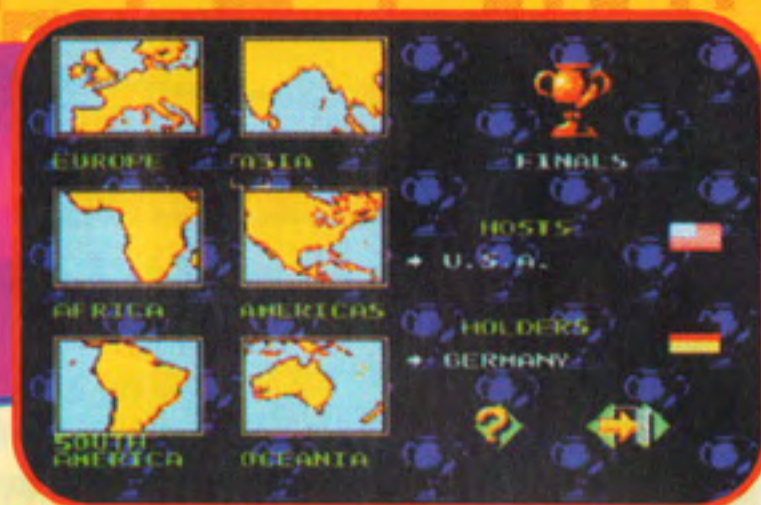 EUROPE
ASIA
FINALS
HOSTS
U.S.A.
AFRICA
AMERICAS
HOLDERS
GERMANY
SOUTH
AMERICA
OCEANIA